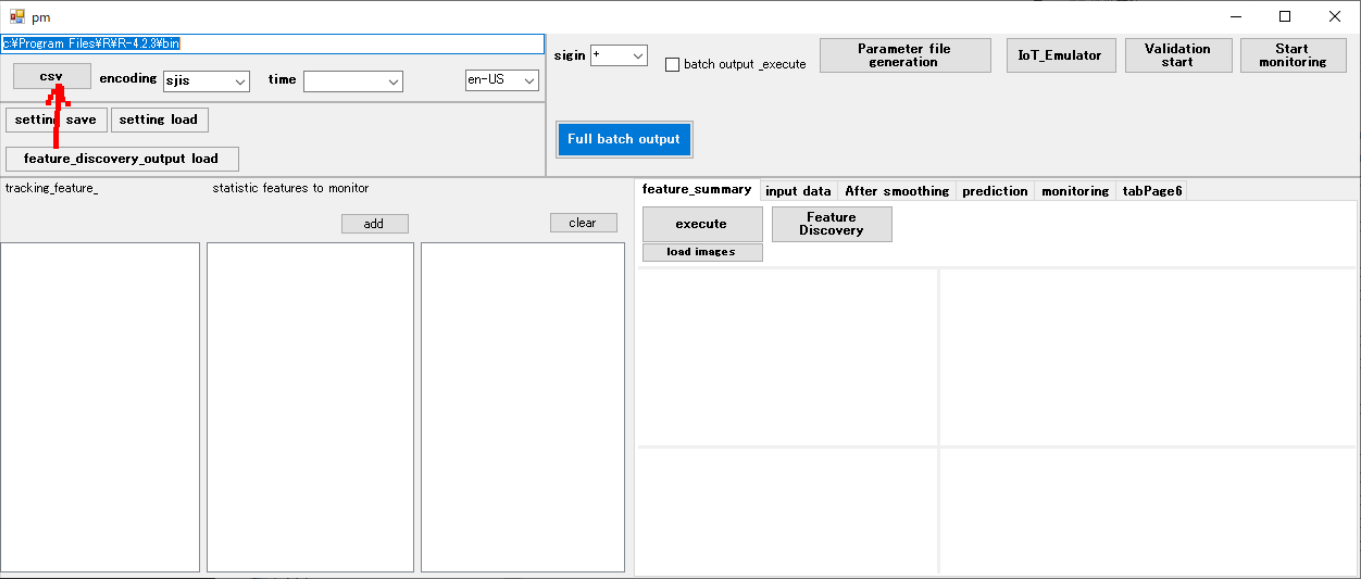 pm
c:¥Program Files¥R¥R-4.2.3¥bin
csv
encoding
sjis
time
en-US
sigin
+
batch output _execute
Parameter file
generation
IoT_Emulator
Validation
start
Start
monitoring
setting save
setting load
Full batch output
feature_discovery_output load
tracking_feature_
statistic features to monitor
add
clear
feature_summary
input data
After smoothing
prediction
monitoring
tabPage6
execute
Feature
Discovery
load images